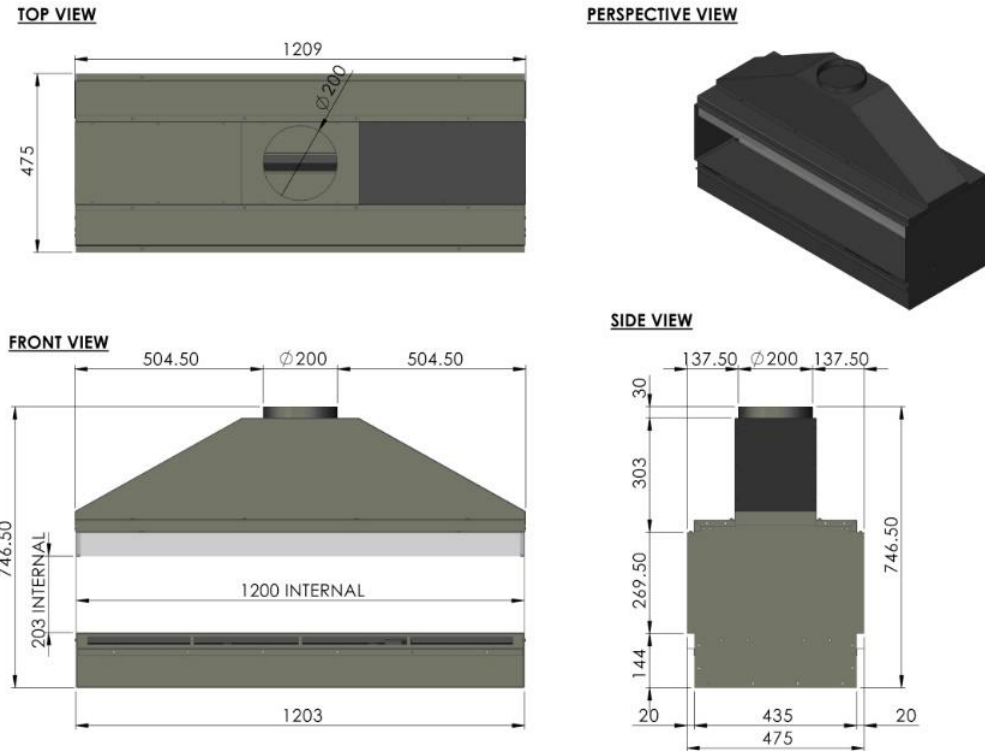 TOP VIEW
1209
Ø200
475
PERSPECTIVE VIEW
FRONT VIEW
504.50 Ø200 504.50
746.50
203 INTERNAL
1200 INTERNAL
1203
SIDE VIEW
137.50 Ø200 137.50
30
303
269.50
144
746.50
20 435 20
475